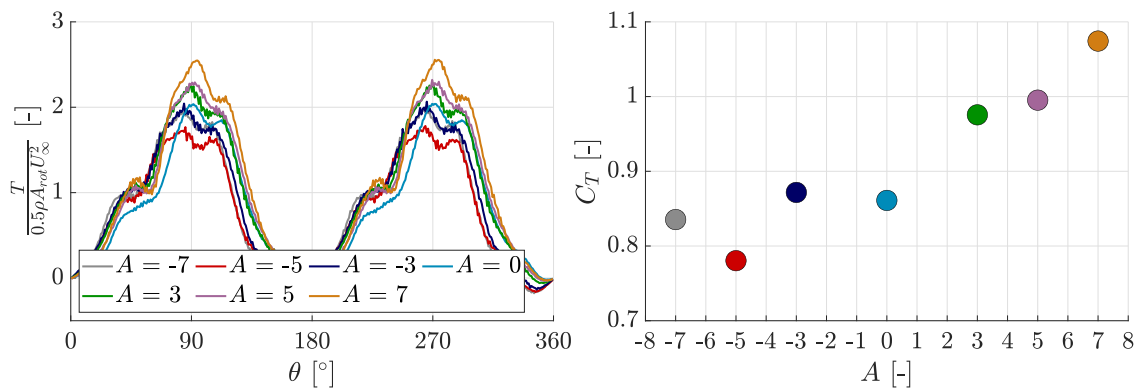 3
2
1
0
T
0.5ρA_{rot}U_∞^2 [-]
A = -7 A = -5 A = -3 A = 0
A = 3 A = 5 A = 7
0 90 180 270 360
θ [°]
1.1
1
0.9
0.8
0.7
C_T [-]
-8 -7 -6 -5 -4 -3 -2 -1 0 1 2 3 4 5 6 7 8
A [-]